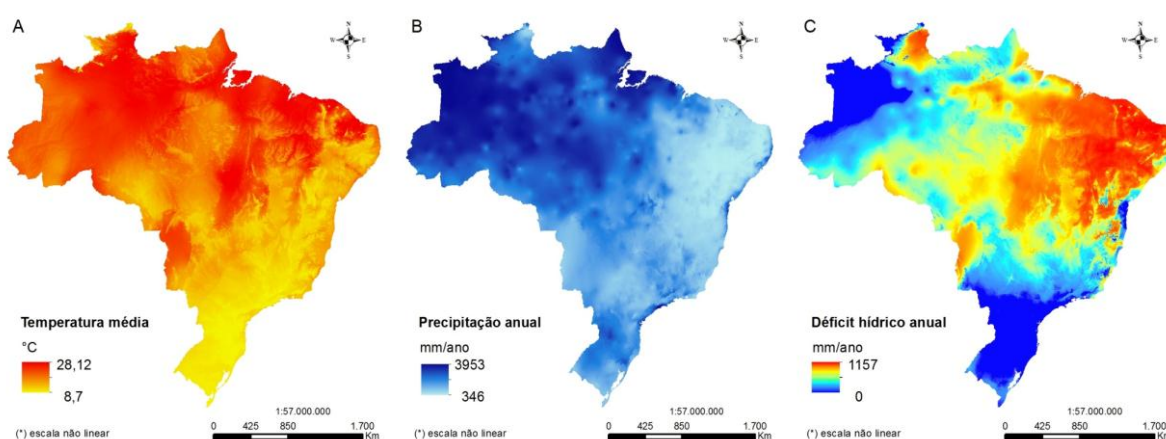 A
N
W E
S
Temperatura média
°C
28,12
8,7
1:57.000.000
0 425 850 1.700
Km
(*) escala não linear
B
N
W E
S
Precipitação anual
mm/ano
3953
346
1:57.000.000
0 425 850 1.700
Km
(*) escala não linear
C
N
W E
S
Déficit hídrico anual
mm/ano
1157
0
1:57.000.000
0 425 850 1.700
Km
(*) escala não linear